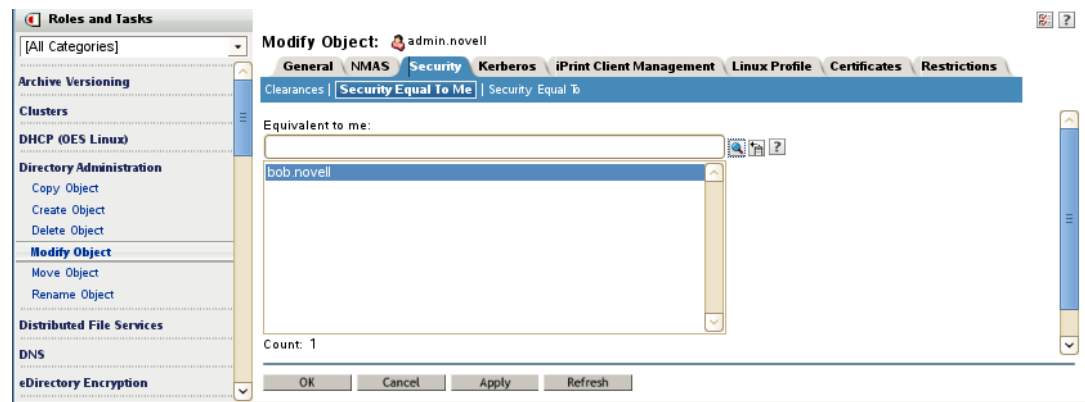 Roles and Tasks
[All Categories]
Archive Versioning
Clusters
DHCP (OES Linux)
Directory Administration
Copy Object
Create Object
Delete Object
Modify Object
Move Object
Rename Object
Distributed File Services
DNS
eDirectory Encryption
?
Modify Object: admin.novell
General NMAS Security Kerberos iPrint Client Management Linux Profile Certificates Restrictions
Clearances | Security Equal To Me | Security Equal To
Equivalent to me:
?
bob.novell
Count: 1
OK Cancel Apply Refresh